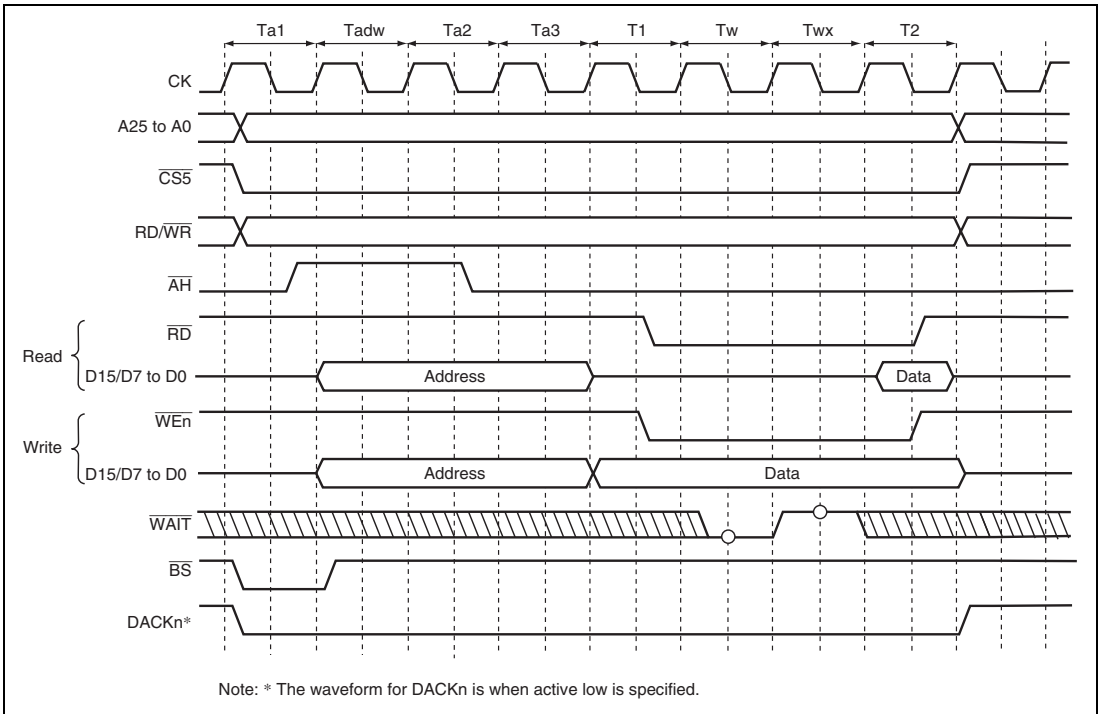 Ta1 Tadw Ta2 Ta3 T1 Tw Twx T2
CK
A25 to A0
CS5
RD/WR
AH
RD
Read
D15/D7 to D0 Address Data
WEn
Write
D15/D7 to D0 Address Data
WAIT
BS
DACKn*
Note: * The waveform for DACKn is when active low is specified.